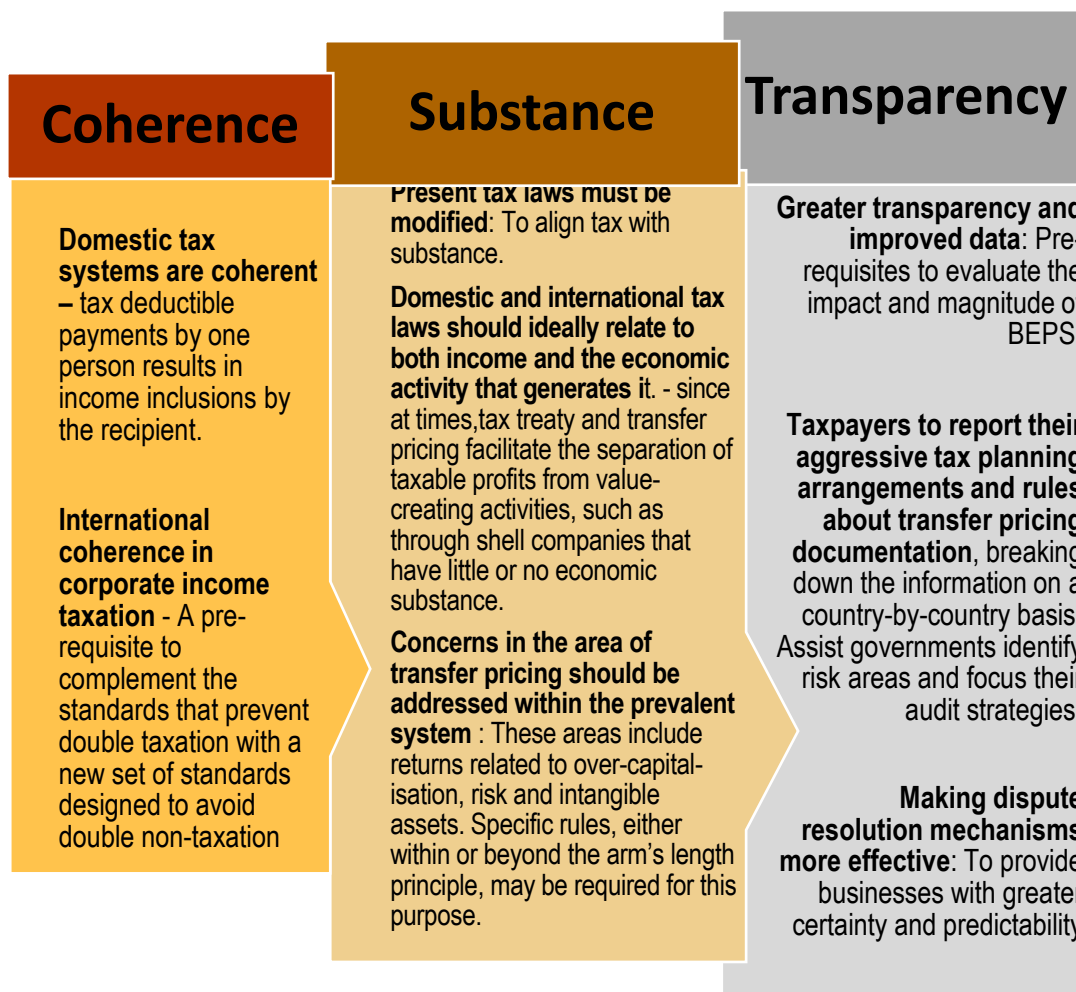 Coherence
Domestic tax
systems are coherent
– tax deductible
payments by one
person results in
income inclusions by
the recipient.
International
coherence in
corporate income
taxation - A pre-
requisite to
complement the
standards that prevent
double taxation with a
new set of standards
designed to avoid
double non-taxation
Substance
Present tax laws must be
modified: To align tax with
substance.
Domestic and international tax
laws should ideally relate to
both income and the economic
activity that generates it. - since
at times,tax treaty and transfer
pricing facilitate the separation of
taxable profits from value-
creating activities, such as
through shell companies that
have little or no economic
substance.
Concerns in the area of
transfer pricing should be
addressed within the prevalent
system : These areas include
returns related to over-capital-
isation, risk and intangible
assets. Specific rules, either
within or beyond the arm's length
principle, may be required for this
purpose.
Transparency
Greater transparency and
improved data: Pre-
requisites to evaluate the
impact and magnitude of
BEPS
Taxpayers to report their
aggressive tax planning
arrangements and rules
about transfer pricing
documentation, breaking
down the information on a
country-by-country basis
Assist governments identify
risk areas and focus their
audit strategies
Making dispute
resolution mechanisms
more effective: To provide
businesses with greater
certainty and predictability